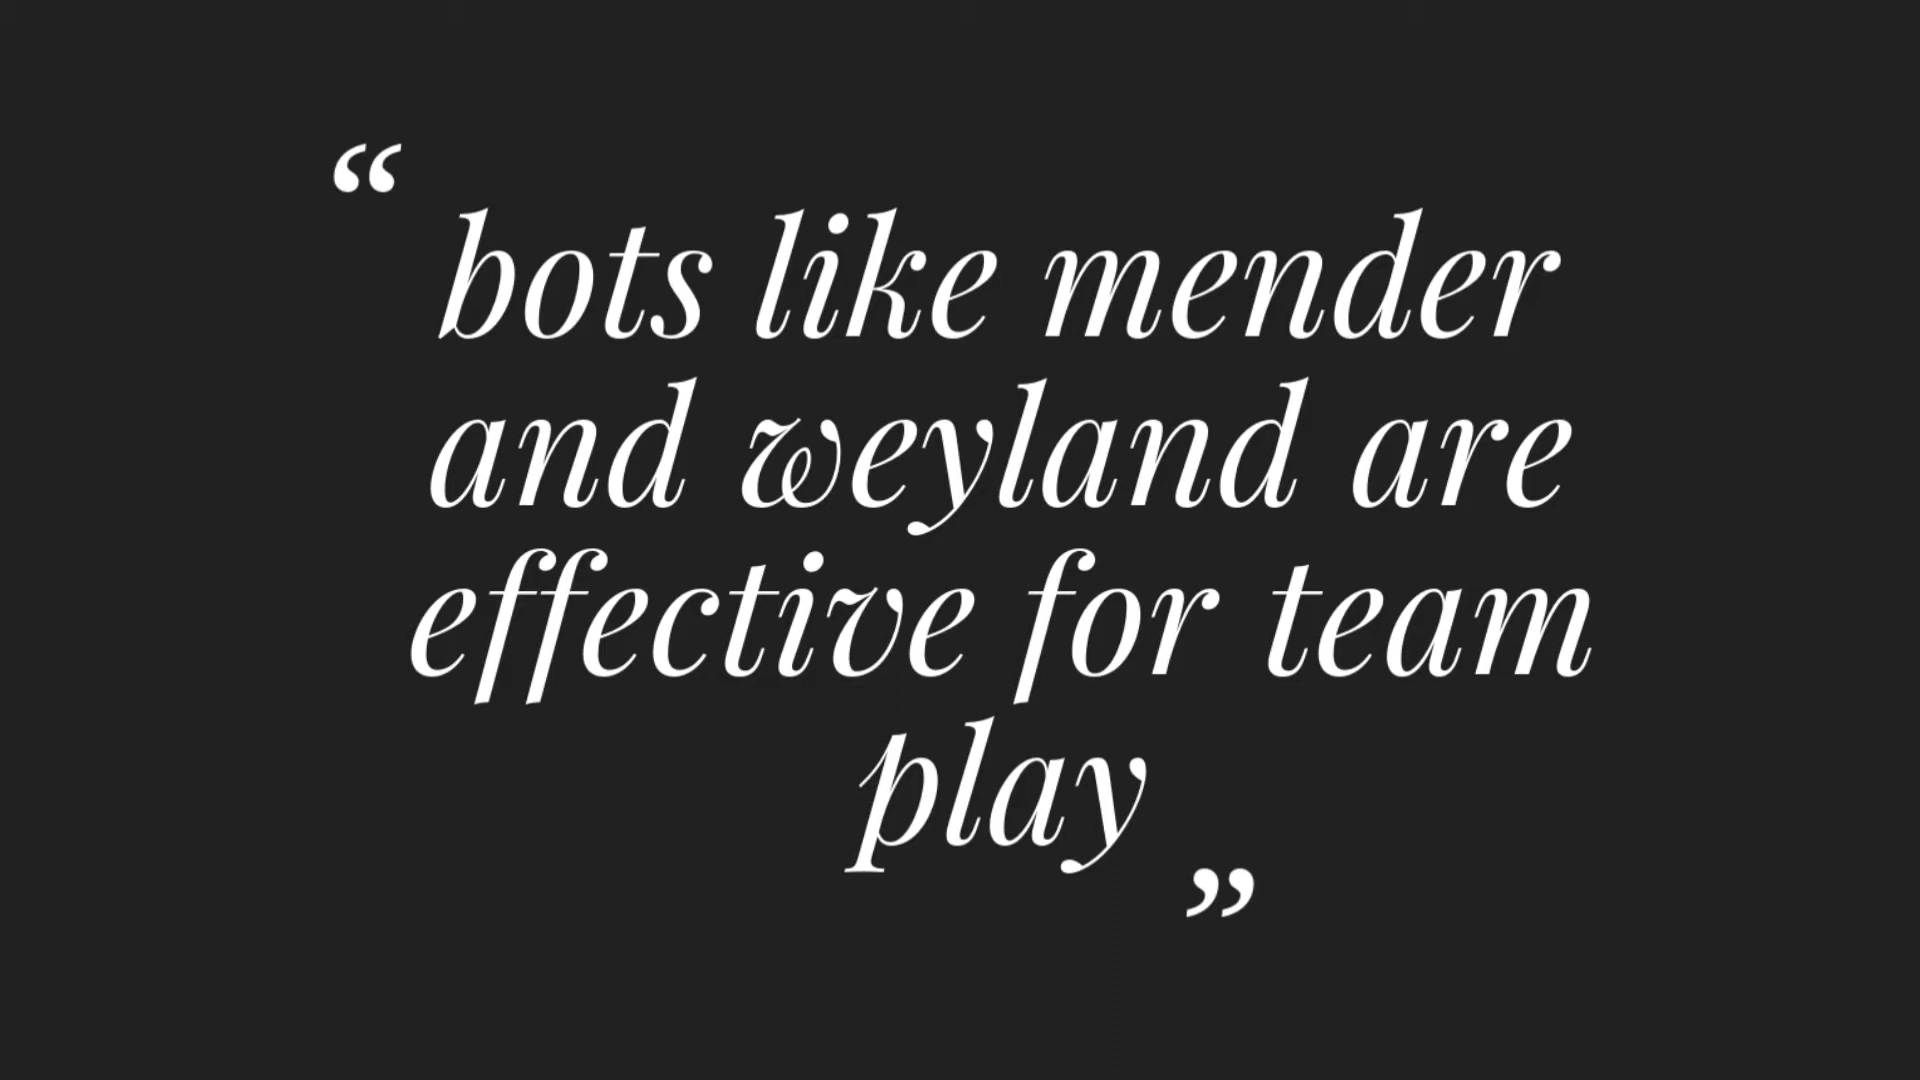 “bots like mender
and weyland are
effective for team
play”